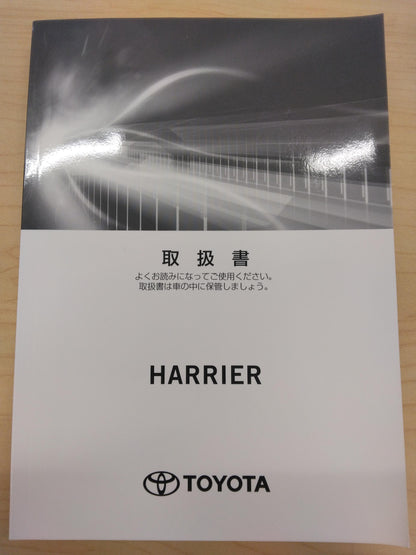 取扱書
よくお読みになってご使用ください。
取扱書は車の中に保管しましょう。
HARRIER
TOYOTA